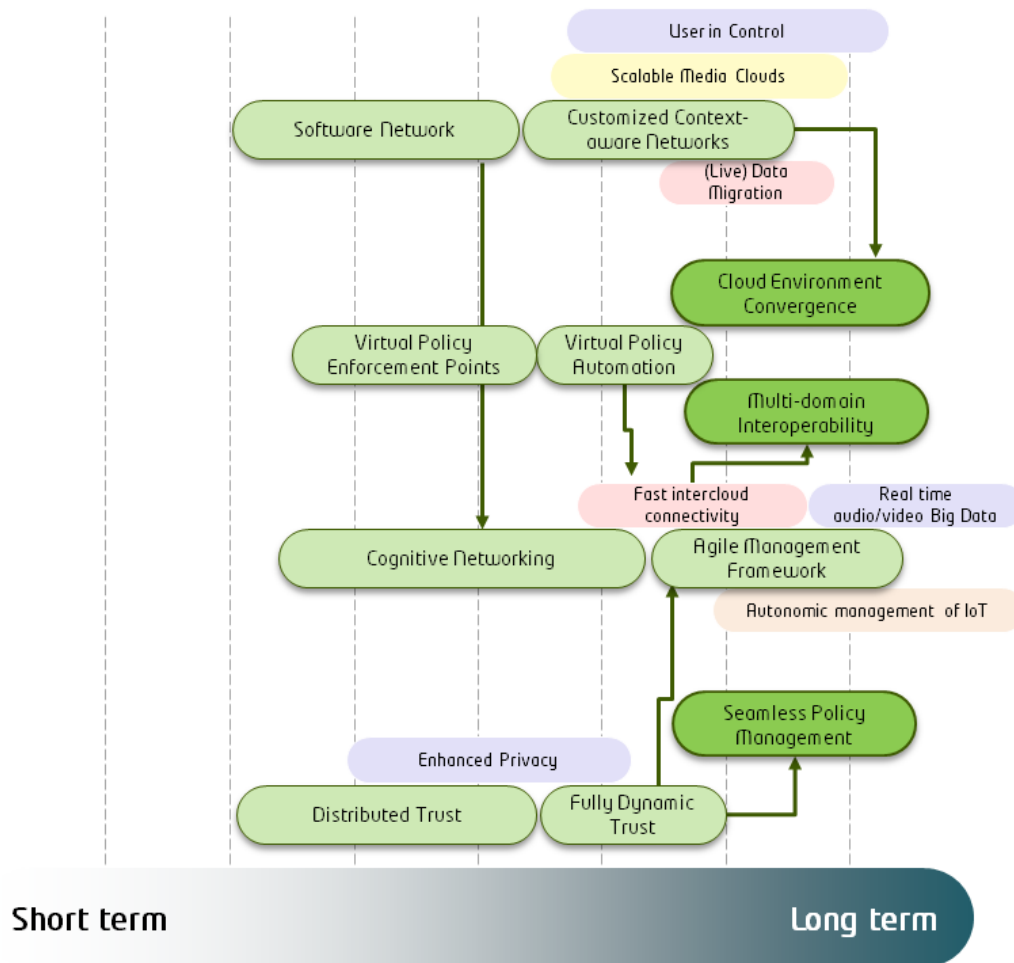 User in Control
Scalable Media Clouds
Software Network
Customized Context-
aware Networks
(Live) Data
Migration
Cloud Environment
Convergence
Virtual Policy
Enforcement Points
Virtual Policy
Automation
Multi-domain
Interoperability
Fast intercloud
connectivity
Real time
audio/video Big Data
Cognitive Networking
Agile Management
Framework
Autonomic management of IoT
Seamless Policy
Management
Enhanced Privacy
Distributed Trust
Fully Dynamic
Trust
Short term
Long term